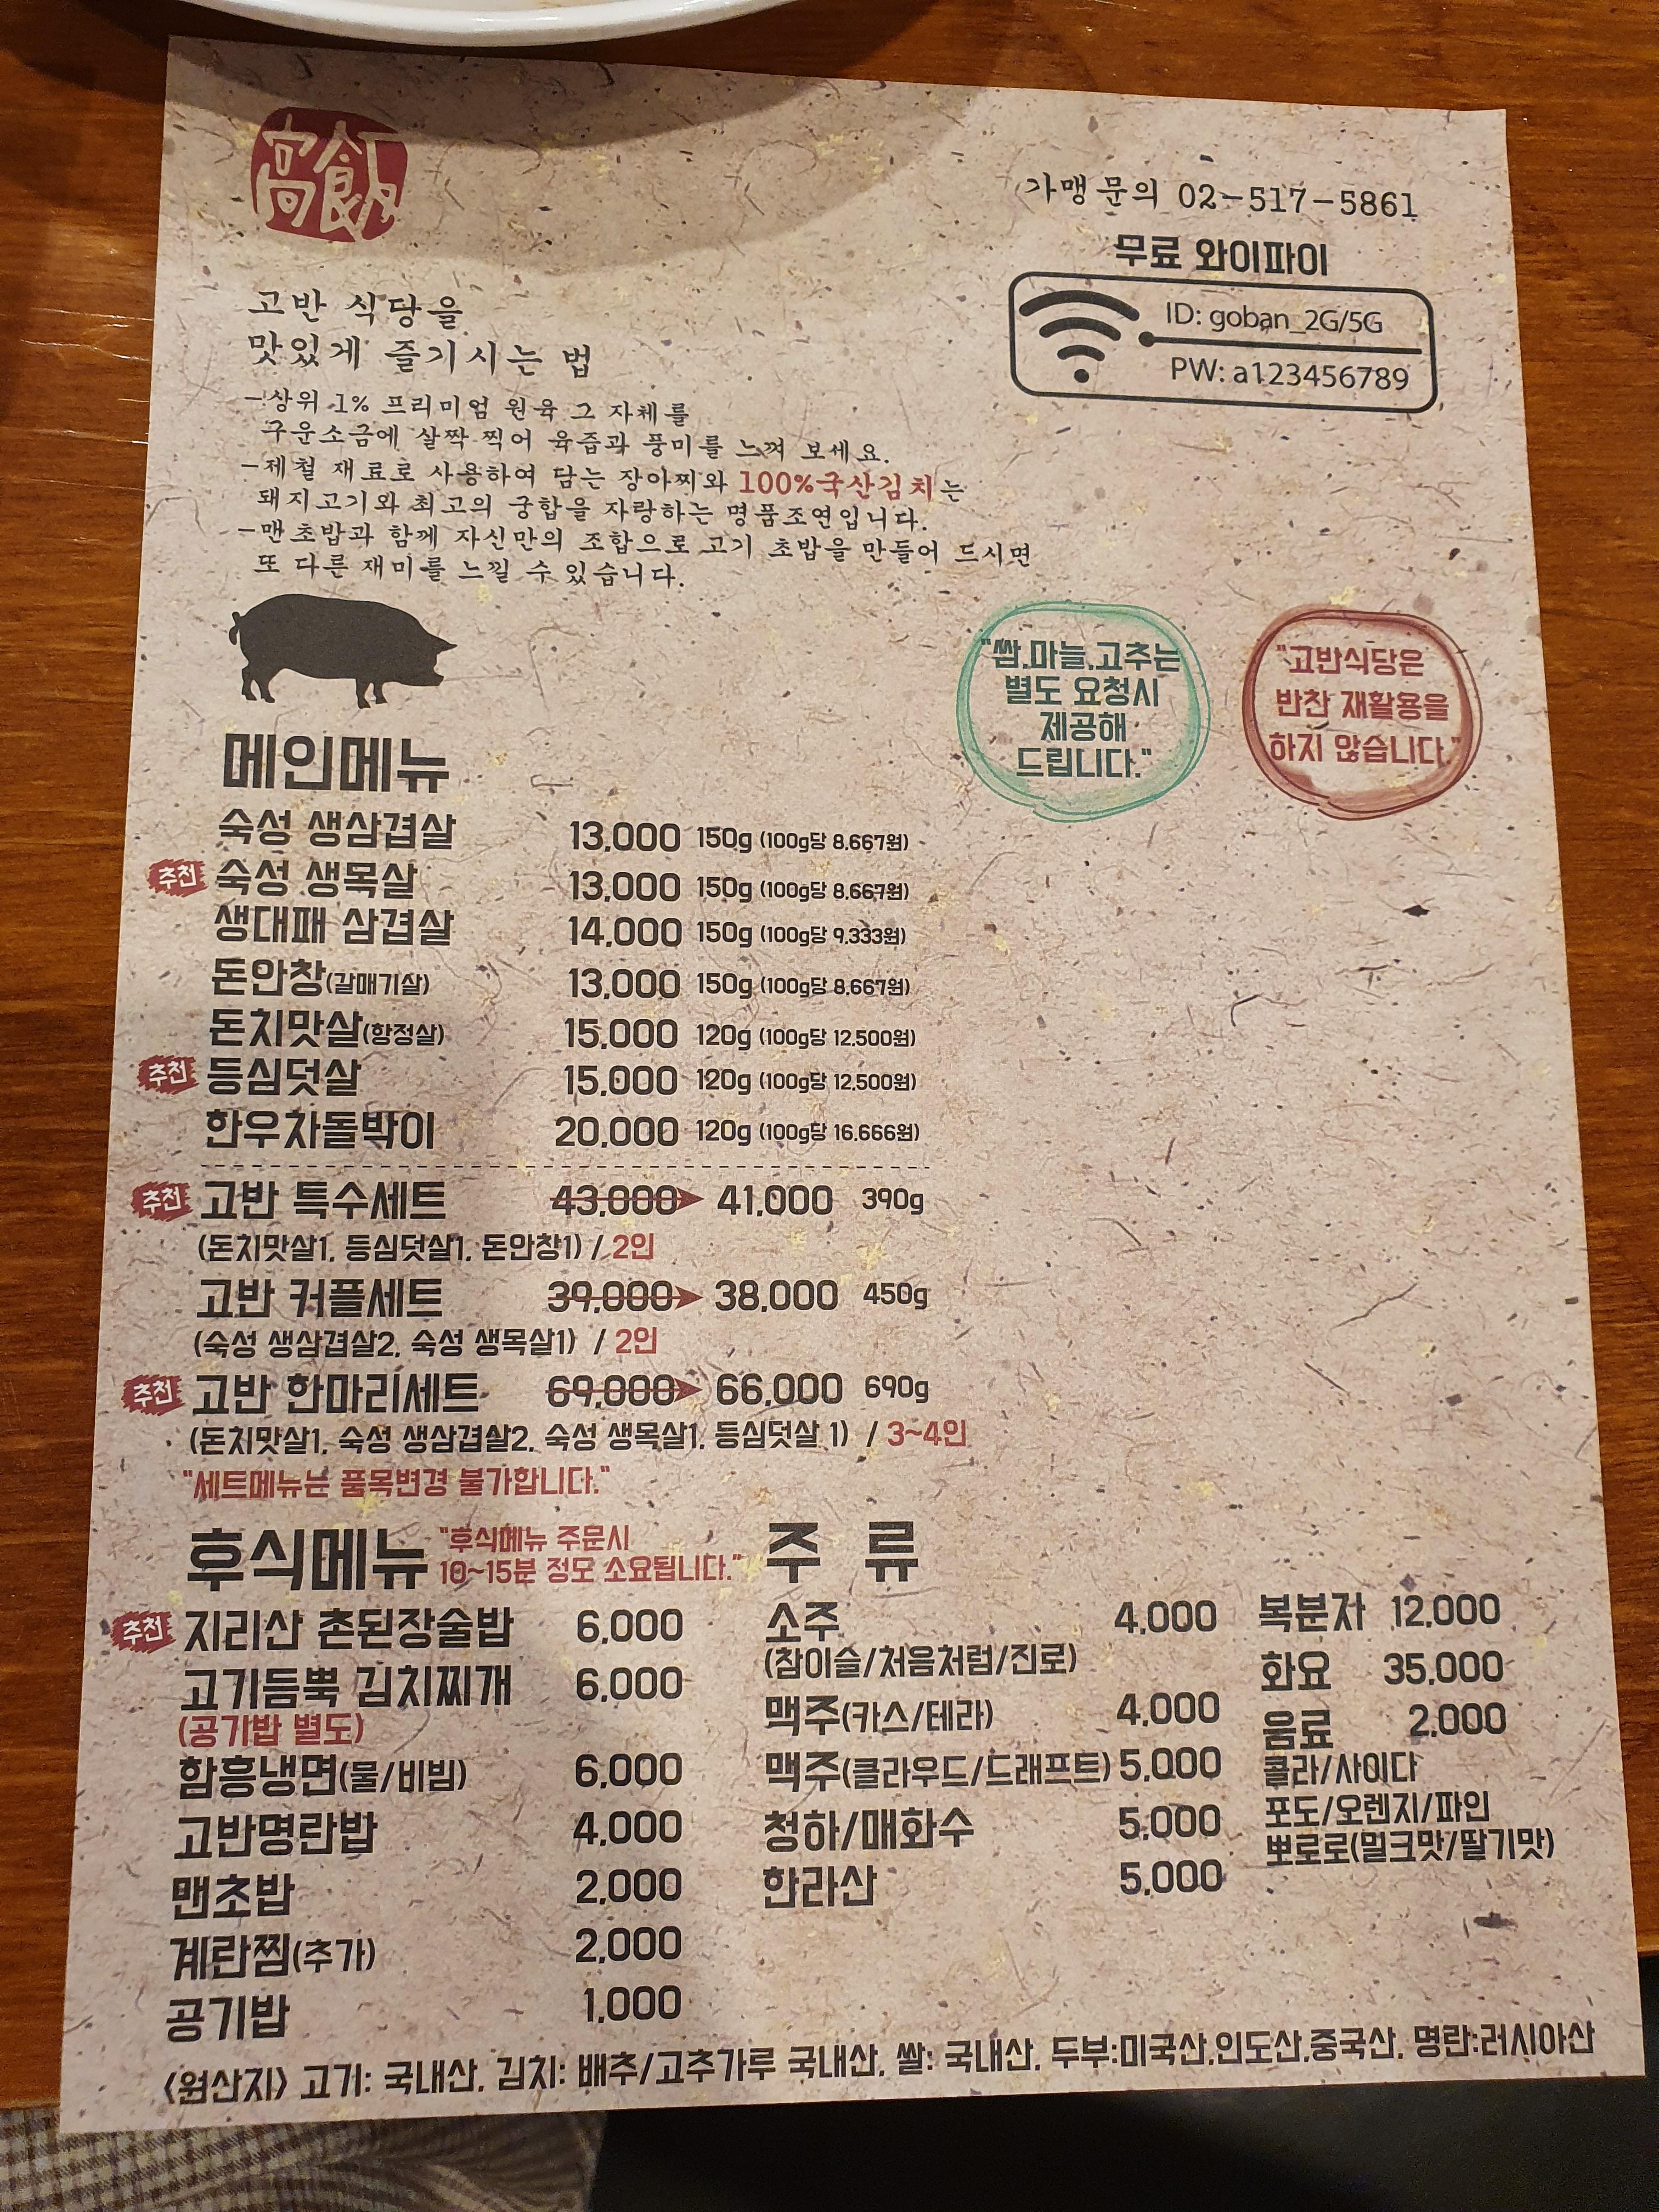 高飯
가맹문의 02-517-5861
무료 와이파이
ID: goban_2G/5G
PW: a123456789
고반 식당을
맛있게 즐기시는 법
-상위 1% 프리미엄 원육 그 자체를
구운소금에 살짝 찍어 육즙과 풍미를 느껴 보세요.
-제철 재료로 사용하여 담는 장아찌와 100%국산김치는
돼지고기와 최고의 궁합을 자랑하는 명품조연입니다.
-맨초밥과 함께 자신만의 조합으로 고기 초밥을 만들어 드시면
또 다른 재미를 느낄 수 있습니다.
"쌈,마늘,고추는
별도 요청시
제공해
드립니다."
"고반식당은
반찬 재활용을
하지 않습니다."
메인메뉴
숙성 생삼겹살 13,000 150g (100g당 8.667원)
추천 숙성 생목살 13,000 150g (100g당 8.667원)
생대패 삼겹살 14,000 150g (100g당 9.333원)
돈안창(갈매기살) 13,000 150g (100g당 8.667원)
돈치맛살(항정살) 15,000 120g (100g당 12.500원)
추천 등심덧살 15,000 120g (100g당 12.500원)
한우차돌박이 20,000 120g (100g당 16.666원)
추천 고반 특수세트 43,000 41,000 390g
(돈치맛살1, 등심덧살1, 돈안창1) / 2인
고반 커플세트 39,000 38,000 450g
(숙성 생삼겹살2, 숙성 생목살1) / 2인
추천 고반 한마리세트 69,000 66,000 690g
(돈치맛살1, 숙성 생삼겹살2, 숙성 생목살1, 등심덧살 1) / 3~4인
"세트메뉴는 품목변경 불가합니다."
후식메뉴 "후식메뉴 주문시
10~15분 정도 소요됩니다."
추천 지리산 촌된장술밥 6,000
고기듬뿍 김치찌개 6,000
(공기밥 별도)
함흥냉면(물/비빔) 6,000
고반명란밥 4,000
맨초밥 2,000
계란찜(추가) 2,000
공기밥 1,000
주 류
소주 4,000
(참이슬/처음처럼/진로)
맥주(카스/테라) 4,000
맥주(클라우드/드래프트) 5,000
청하/매화수 5,000
한라산 5,000
복분자 12,000
화요 35,000
음료 2,000
콜라/사이다
포도/오렌지/파인
뽀로로(밀크맛/딸기맛)
<원산지> 고기: 국내산, 김치: 배추/고추가루 국내산, 쌀: 국내산, 두부:미국산,인도산,중국산, 명란:러시아산